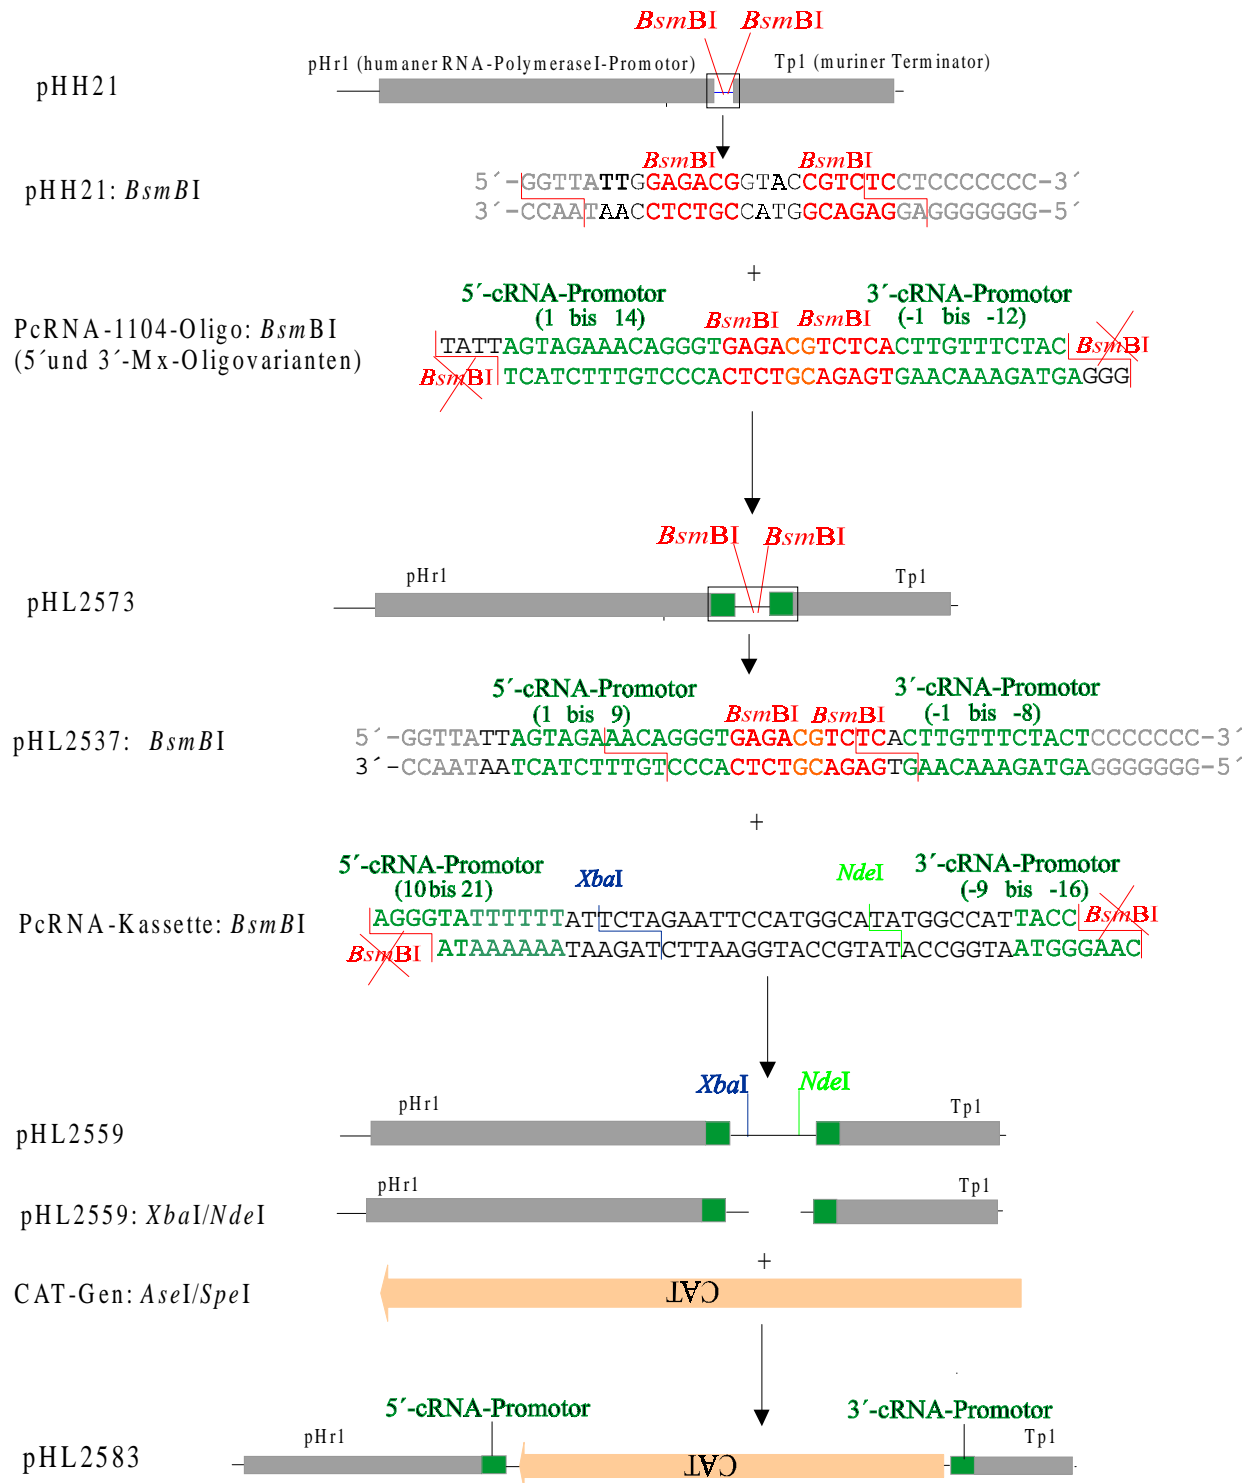 BsmBI BsmBI
pHr1 (humaner RNA-Polymerase I-Promotor) Tp1 (muriner Terminator)
pHH21
BsmBI BsmBI
pHH21: BsmBI
5´-GGTTATTGGAGACGGTACCGTCTCCTCCCCCCC-3´
3´-CCAATAACCTCTGCCATGGCAGAGGAGGGGGGG-5´
+
5´-cRNA-Promotor 3´-cRNA-Promotor
(1 bis 14) BsmBI BsmBI (-1 bis -12)
PcRNA-1104-Oligo: BsmBI
(5´und 3´-Mx-Oligovarianten)
TATTAGTAGAAACAGGGTGAGACGTCTCACTTGTTTCTAC BsmBI
BsmBI TCATCTTTGTCCCACTCTGCAGAGTGAACAAAGATGAGGG
BsmBI BsmBI
pHr1 Tp1
pHL2573
5´-cRNA-Promotor 3´-cRNA-Promotor
(1 bis 9) BsmBI BsmBI (-1 bis -8)
pHL2537: BsmBI
5´-GGTTATTAGTAGAAACAGGGTGAGACGTCTCACTTGTTTCTACTCCCCCCC-3´
3´-CCAATAATCATCTTTGTCCCACTCTGCAGAGTGAACAAAGATGAGGGGGGG-5´
+
5´-cRNA-Promotor 3´-cRNA-Promotor
(10 bis 21) XbaI NdeI (-9 bis -16)
PcRNA-Kassette: BsmBI
AGGGTATTTTTTATTCTAGAATTCCATGGCATATGGCCATTACC BsmBI
BsmBI ATAAAAAATAAGATCTTAAGGTACCGTATACCGGTAATGGGAAC
XbaI NdeI
pHr1 Tp1
pHL2559
pHr1 Tp1
pHL2559: XbaI/NdeI
+
CAT-Gen: AseI/SpeI
CAT
5´-cRNA-Promotor 3´-cRNA-Promotor
pHr1 Tp1
pHL2583
CAT